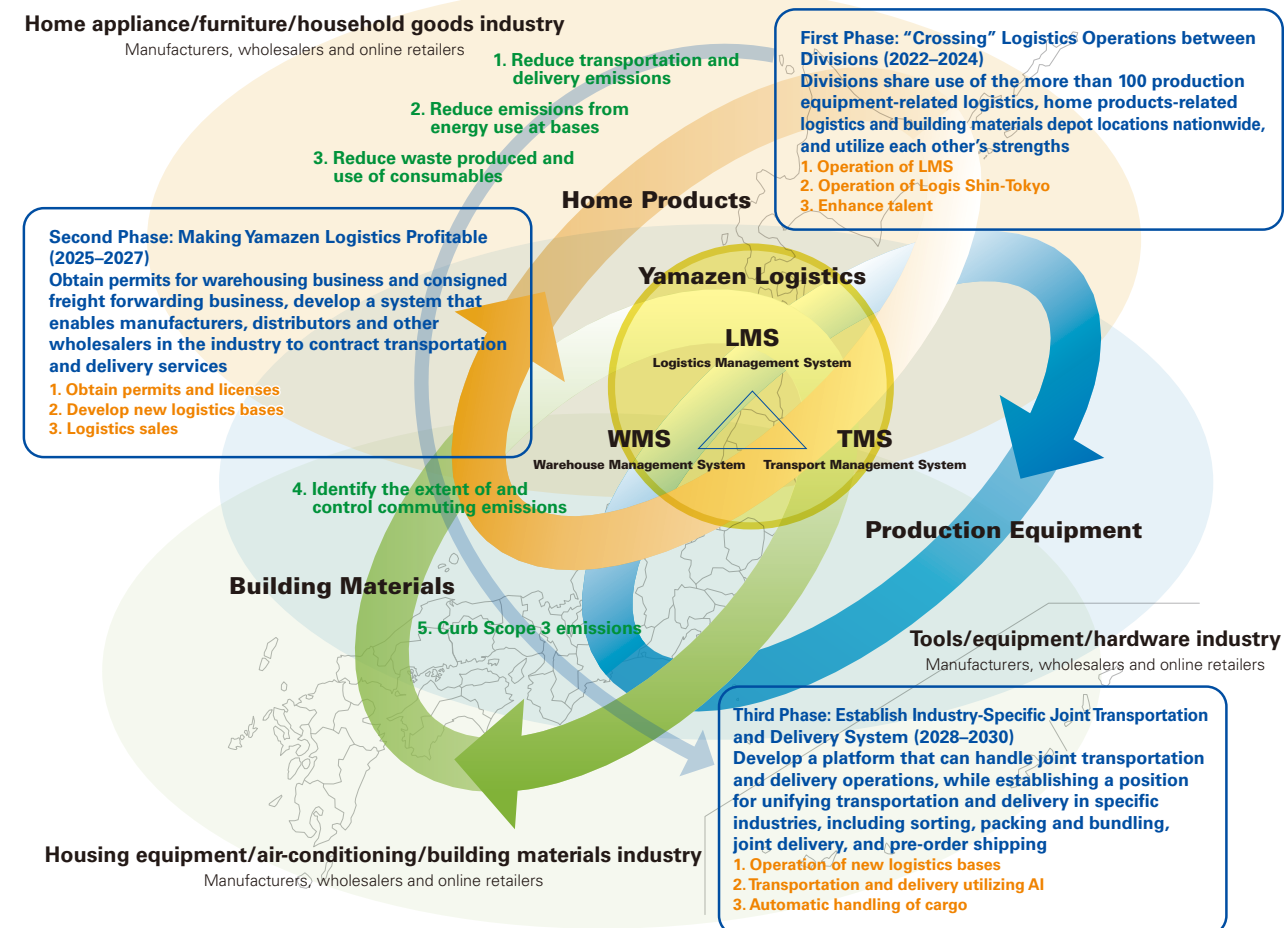 Home appliance/furniture/household goods industry
Manufacturers, wholesalers and online retailers
1. Reduce transportation and
delivery emissions
2. Reduce emissions from
energy use at bases
3. Reduce waste produced and
use of consumables
First Phase: “Crossing” Logistics Operations between
Divisions (2022–2024)
Divisions share use of the more than 100 production
equipment-related logistics, home products-related
logistics and building materials depot locations nationwide,
and utilize each other’s strengths
1. Operation of LMS
2. Operation of Logis Shin-Tokyo
3. Enhance talent
Home Products
Second Phase: Making Yamazen Logistics Profitable
(2025–2027)
Obtain permits for warehousing business and consigned
freight forwarding business, develop a system that
enables manufacturers, distributors and other
wholesalers in the industry to contract transportation
and delivery services
1. Obtain permits and licenses
2. Develop new logistics bases
3. Logistics sales
Yamazen Logistics
LMS
Logistics Management System
WMS
Warehouse Management System
TMS
Transport Management System
4. Identify the extent of and
control commuting emissions
Production Equipment
Building Materials
5. Curb Scope 3 emissions
Tools/equipment/hardware industry
Manufacturers, wholesalers and online retailers
Third Phase: Establish Industry-Specific Joint Transportation
and Delivery System (2028–2030)
Develop a platform that can handle joint transportation
and delivery operations, while establishing a position
for unifying transportation and delivery in specific
industries, including sorting, packing and bundling,
joint delivery, and pre-order shipping
1. Operation of new logistics bases
2. Transportation and delivery utilizing AI
3. Automatic handling of cargo
Housing equipment/air-conditioning/building materials industry
Manufacturers, wholesalers and online retailers